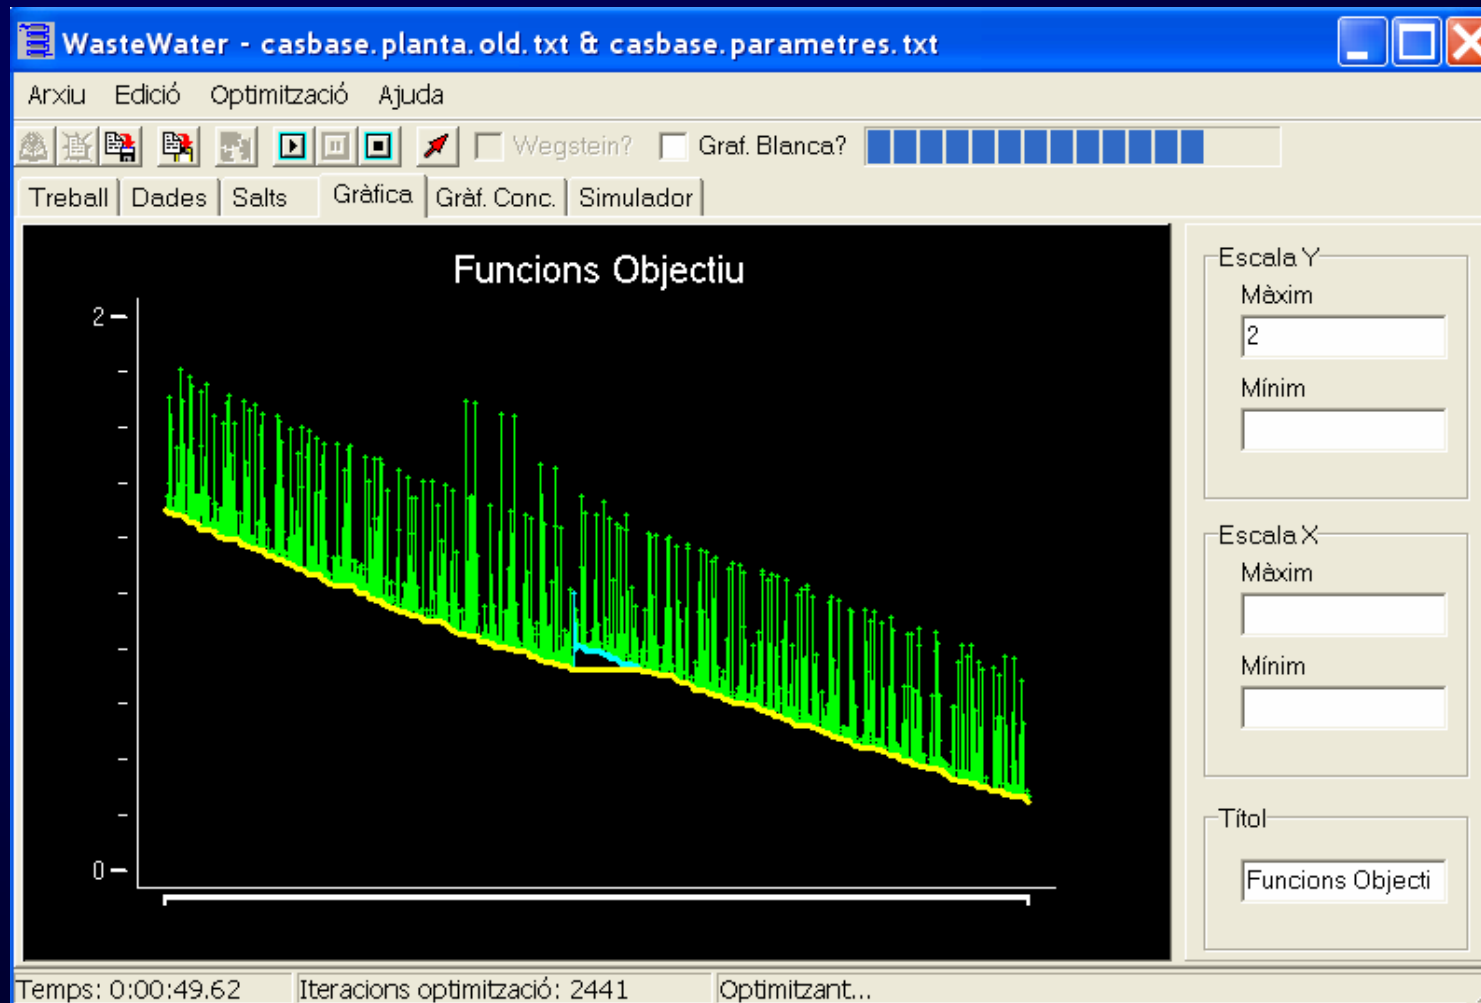 WasteWater - casbase.planta.old.txt & casbase.parametres.txt
Arxiu Edició Optimització Ajuda
Wegstein? Graf. Blanca?
Treball Dades Salts Gràfica Gràf. Conc. Simulador
Funcions Objectiu
2
0
Escala Y
Màxim
2
Mínim
Escala X
Màxim
Mínim
Títol
Funcions Objecti
Temps: 0:00:49.62 Iteracions optimització: 2441 Optimitzant...